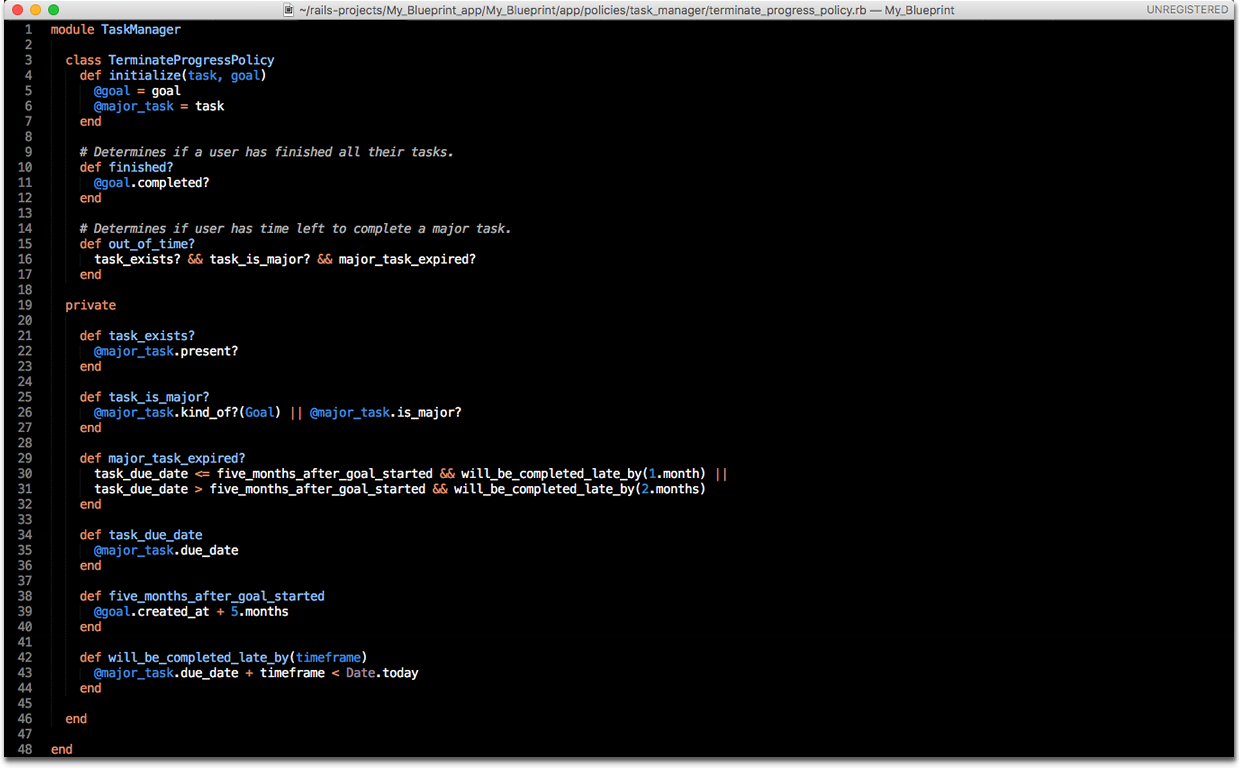 ~/rails-projects/My_Blueprint_app/My_Blueprint/app/policies/task_manager/terminate_progress_policy.rb — My_Blueprint
UNREGISTERED
1 module TaskManager
2
3   class TerminateProgressPolicy
4     def initialize(task, goal)
5       @goal = goal
6       @major_task = task
7     end
8
9     # Determines if a user has finished all their tasks.
10     def finished?
11       @goal.completed?
12     end
13
14     # Determines if user has time left to complete a major task.
15     def out_of_time?
16       task_exists? && task_is_major? && major_task_expired?
17     end
18
19   private
20
21     def task_exists?
22       @major_task.present?
23     end
24
25     def task_is_major?
26       @major_task.kind_of?(Goal) || @major_task.is_major?
27     end
28
29     def major_task_expired?
30       task_due_date <= five_months_after_goal_started && will_be_completed_late_by(1.month) ||
31       task_due_date > five_months_after_goal_started && will_be_completed_late_by(2.months)
32     end
33
34     def task_due_date
35       @major_task.due_date
36     end
37
38     def five_months_after_goal_started
39       @goal.created_at + 5.months
40     end
41
42     def will_be_completed_late_by(timeframe)
43       @major_task.due_date + timeframe < Date.today
44     end
45
46   end
47
48 end